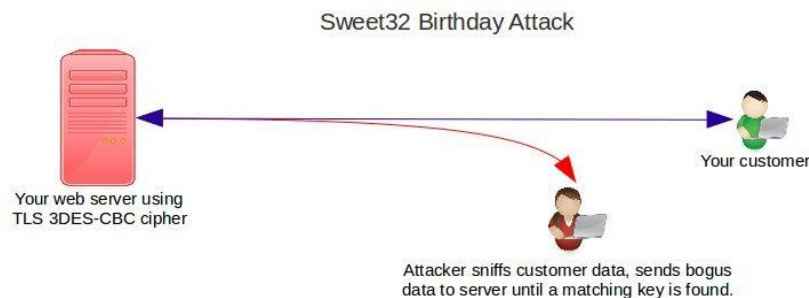 Sweet32 Birthday Attack
Your web server using
TLS 3DES-CBC cipher
Your customer
Attacker sniffs customer data, sends bogus
data to server until a matching key is found.